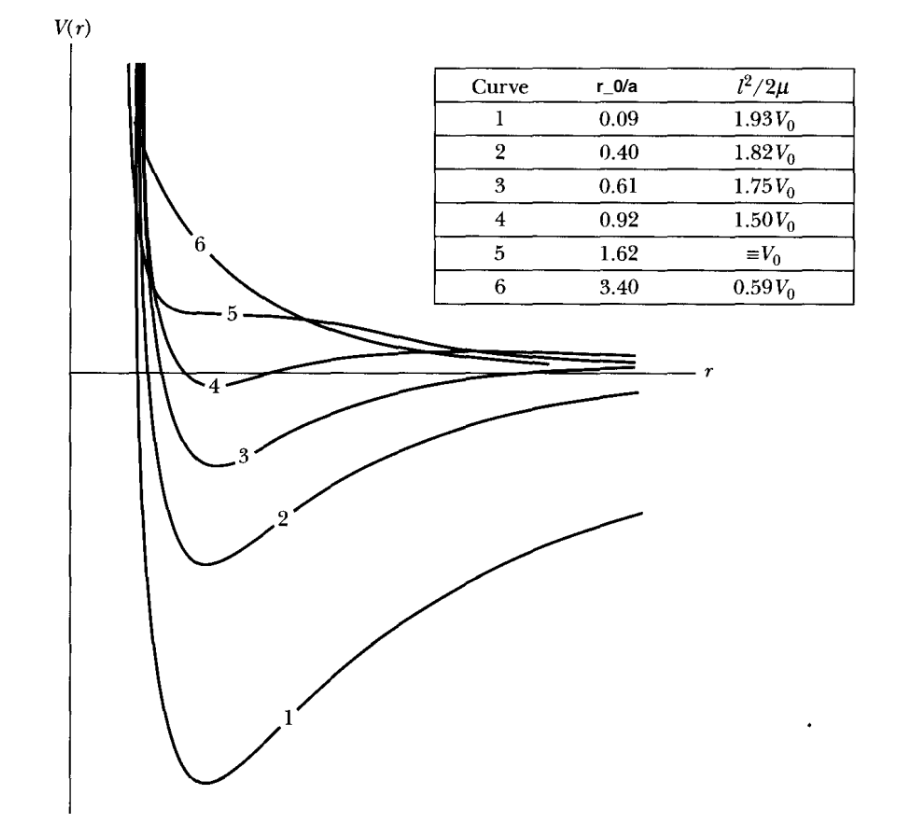 V(r)
Curve r_0/a l²/2μ
1 0.09 1.93V₀
2 0.40 1.82V₀
3 0.61 1.75V₀
4 0.92 1.50V₀
5 1.62 ≡V₀
6 3.40 0.59V₀
6
5
r
4
3
2
1